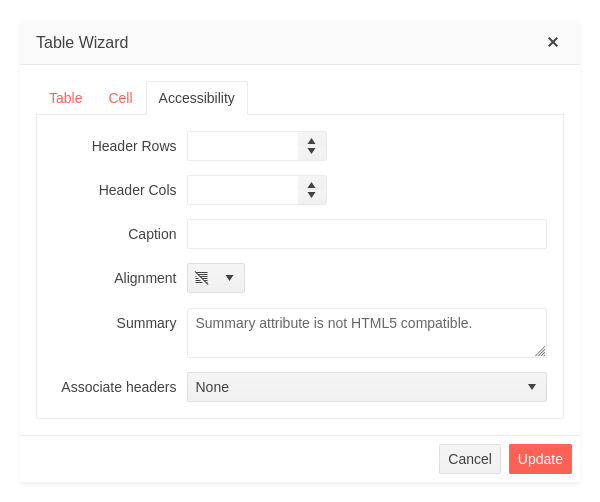 Table Wizard
Table Cell Accessibility
Header Rows
Header Cols
Caption
Alignment
Summary Summary attribute is not HTML5 compatible.
Associate headers None
Cancel Update